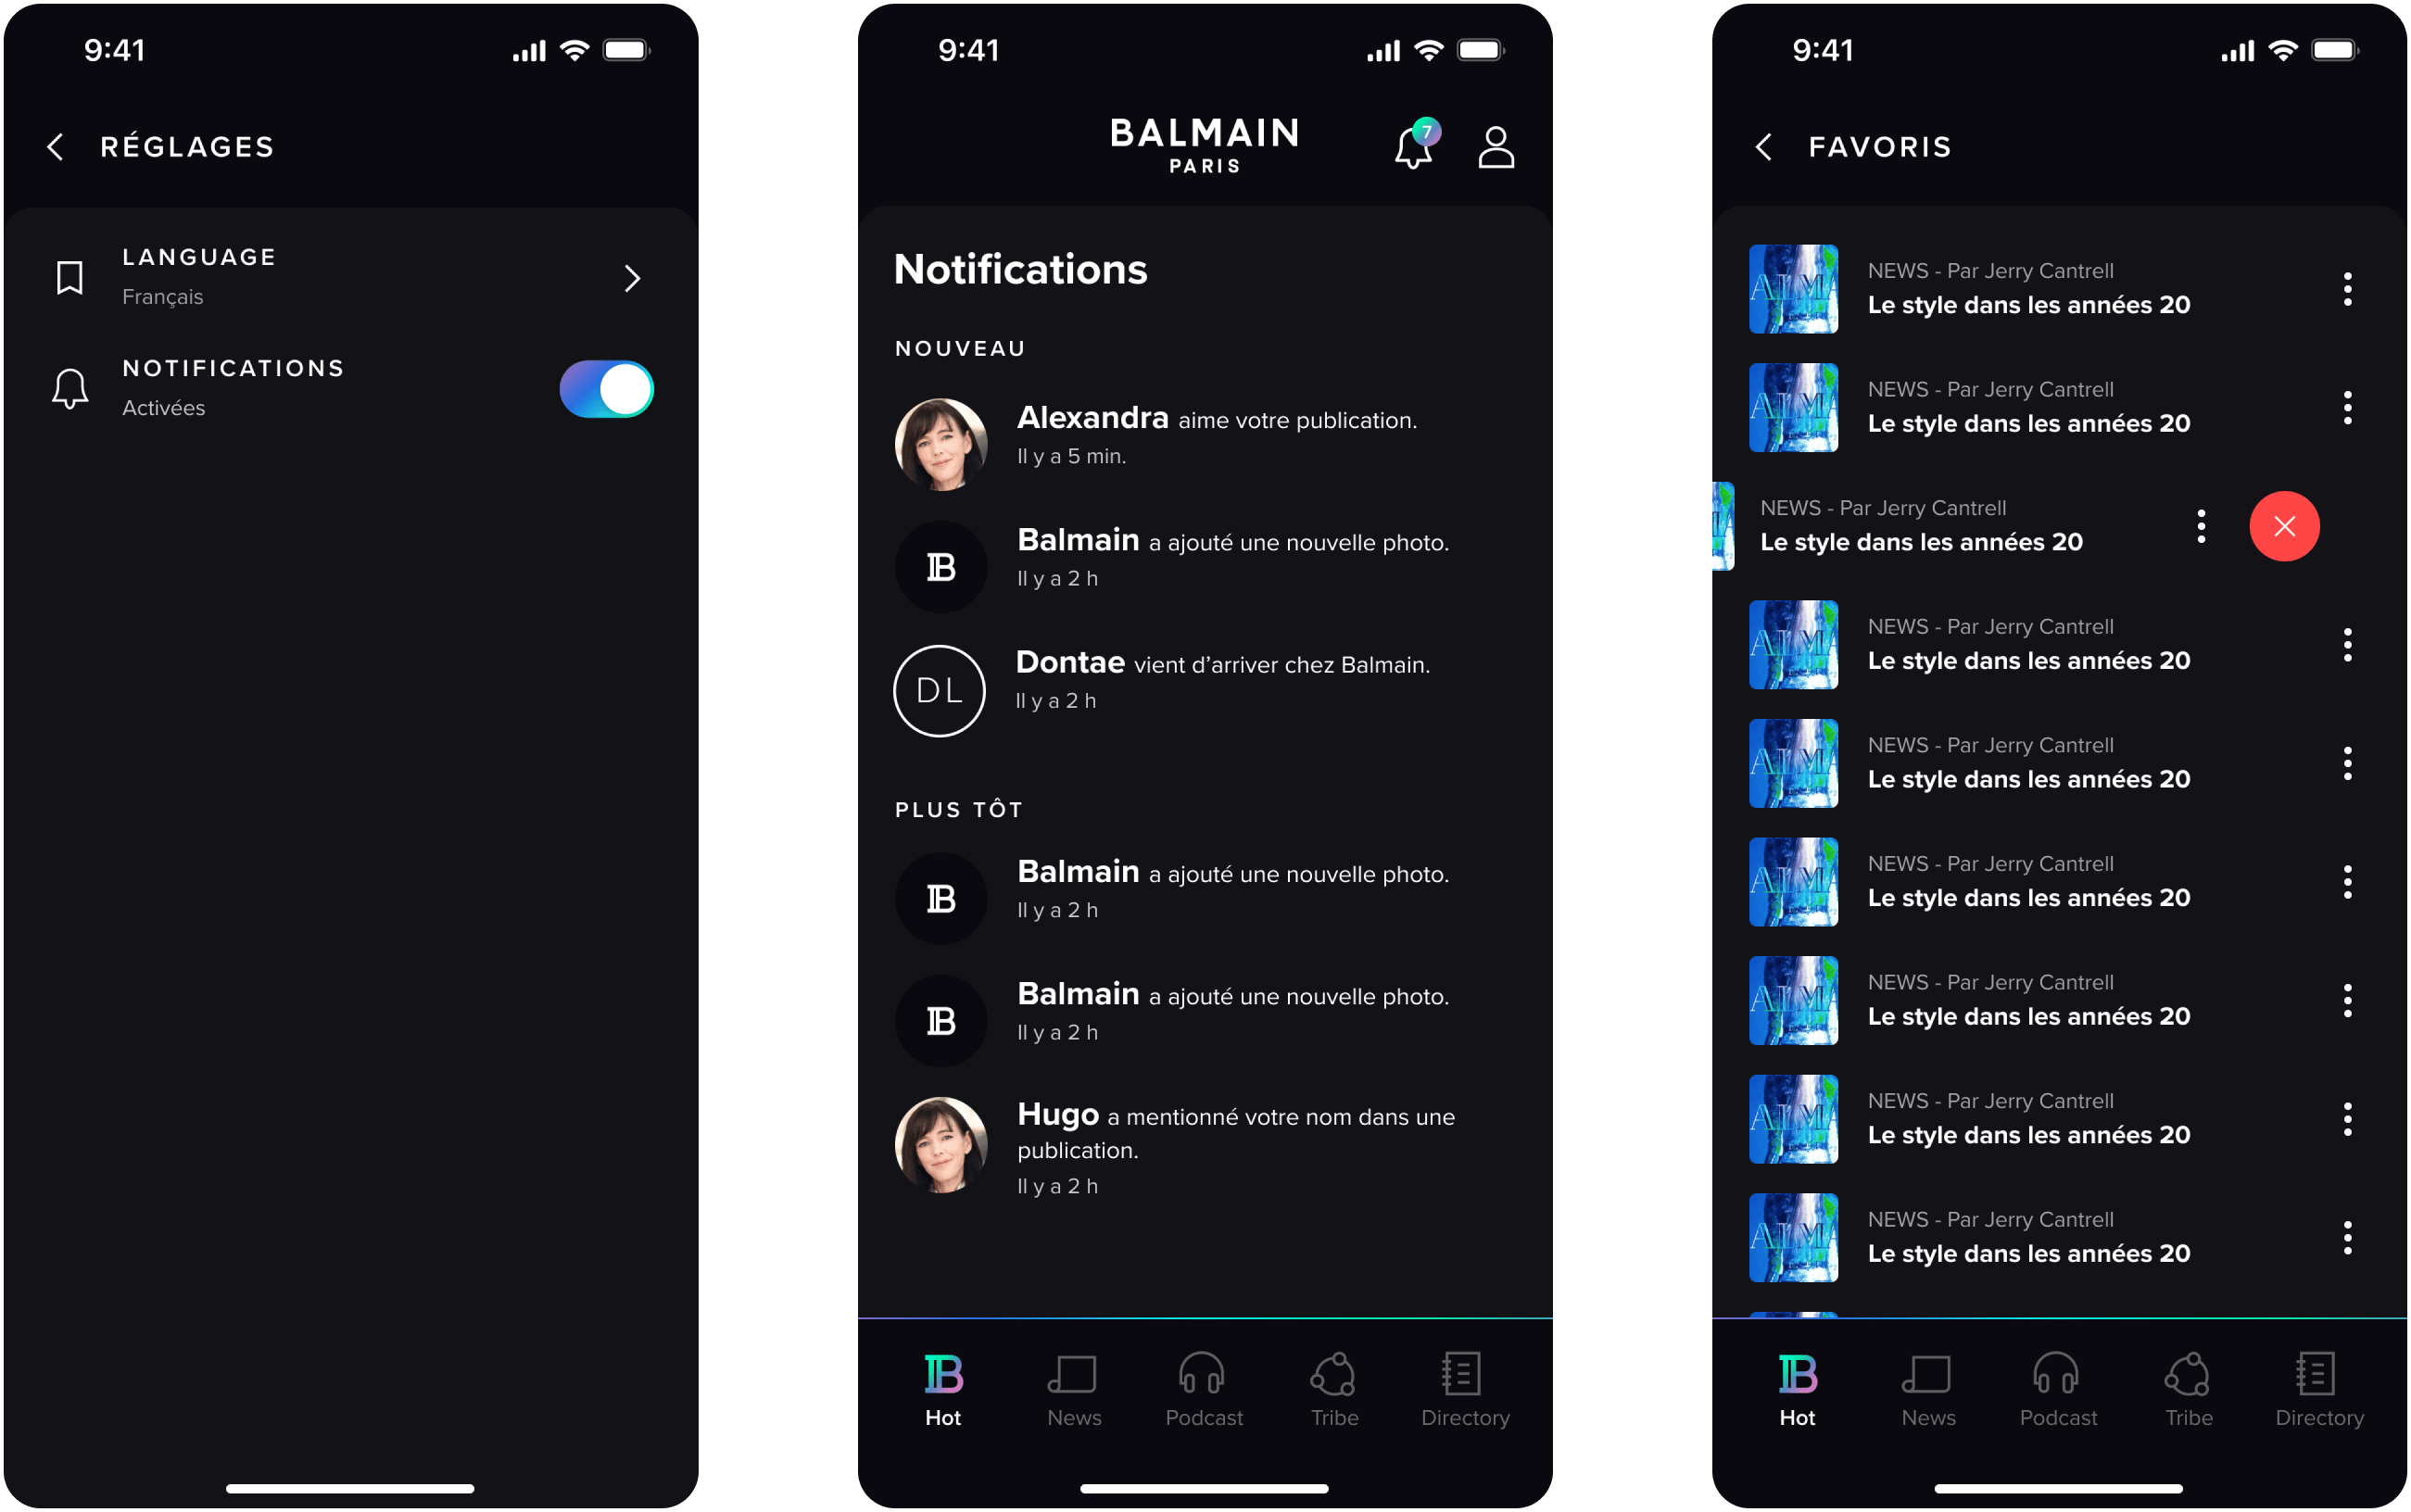 9:41
RÉGLAGES
LANGUAGE
Français
NOTIFICATIONS
Activées
9:41
BALMAIN
PARIS
7
Notifications
NOUVEAU
Alexandra aime votre publication.
Il y a 5 min.
B
Balmain a ajouté une nouvelle photo.
Il y a 2 h
DL
Dontae vient d’arriver chez Balmain.
Il y a 2 h
PLUS TÔT
B
Balmain a ajouté une nouvelle photo.
Il y a 2 h
B
Balmain a ajouté une nouvelle photo.
Il y a 2 h
Hugo a mentionné votre nom dans une
publication.
Il y a 2 h
B
Hot
News
Podcast
Tribe
Directory
9:41
FAVORIS
NEWS - Par Jerry Cantrell
Le style dans les années 20
NEWS - Par Jerry Cantrell
Le style dans les années 20
NEWS - Par Jerry Cantrell
Le style dans les années 20
NEWS - Par Jerry Cantrell
Le style dans les années 20
NEWS - Par Jerry Cantrell
Le style dans les années 20
NEWS - Par Jerry Cantrell
Le style dans les années 20
NEWS - Par Jerry Cantrell
Le style dans les années 20
NEWS - Par Jerry Cantrell
Le style dans les années 20
NEWS - Par Jerry Cantrell
Le style dans les années 20
B
Hot
News
Podcast
Tribe
Directory